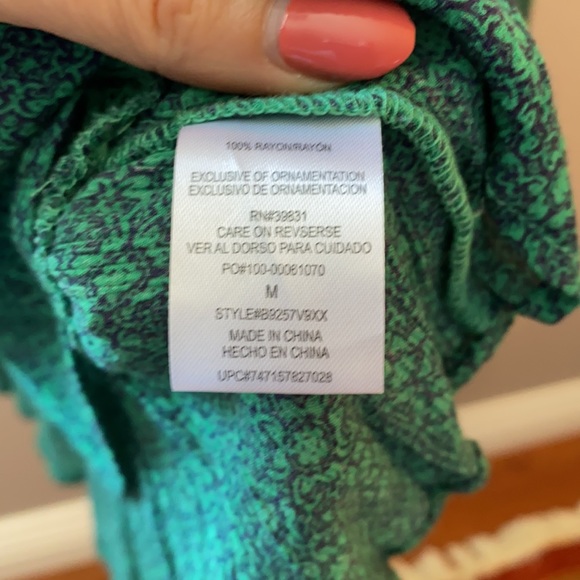 100% RAYON/RAYON
EXCLUSIVE OF ORNAMENTATION
EXCLUSIVO DE ORNAMENTACION
RN#39831
CARE ON REVSERSE
VER AL DORSO PARA CUIDADO
PO#100-00061070
M
STYLE#B9257V9XX
MADE IN CHINA
HECHO EN CHINA
UPC#747157827028